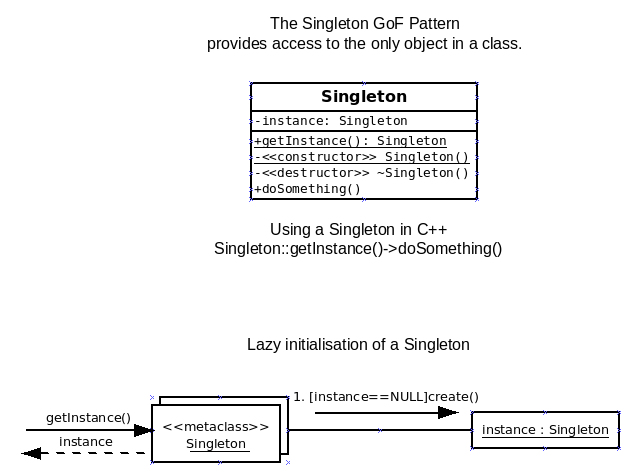 The Singleton GoF Pattern
provides access to the only object in a class.
Singleton
-instance: Singleton
+getInstance(): Singleton
-<<constructor>> Singleton()
-<<destructor>> ~Singleton()
+doSomething()
Using a Singleton in C++
Singleton::getInstance()->doSomething()
Lazy initialisation of a Singleton
1. [instance==NULL]create()
getInstance()
instance
<<metaclass>>
Singleton
instance : Singleton